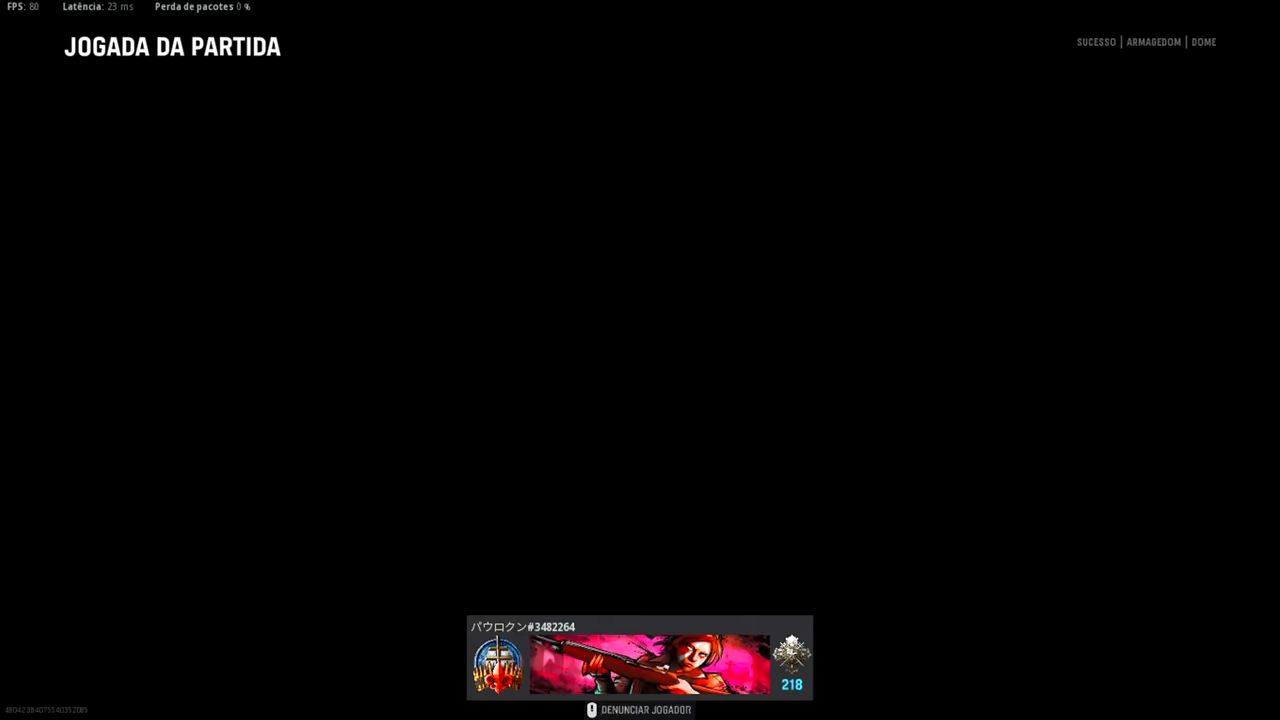 FPS: 80 Latência: 23 ms Perda de pacotes 0 %
JOGADA DA PARTIDA
SUCESSO | ARMAGEDOM | DOME
パウロクン#3482264
218
DENUNCIAR JOGADOR